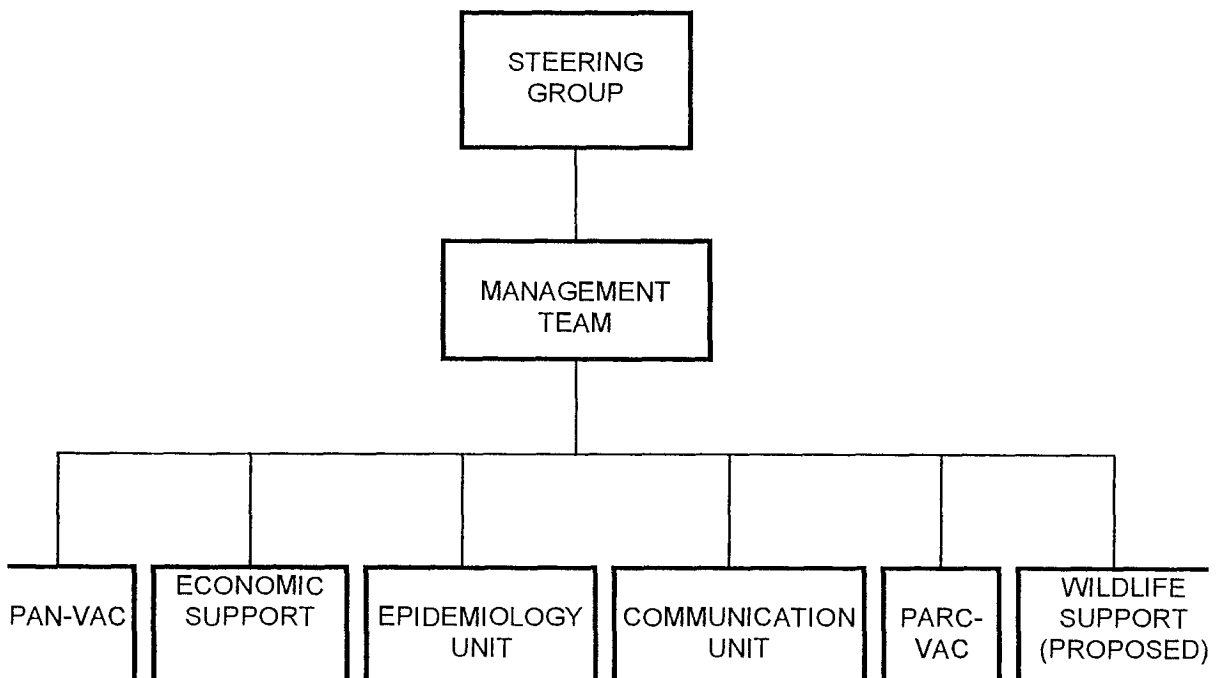 STEERING
GROUP
MANAGEMENT
TEAM
PAN-VAC
ECONOMIC
SUPPORT
EPIDEMIOLOGY
UNIT
COMMUNICATION
UNIT
PARC-
VAC
WILDLIFE
SUPPORT
(PROPOSED)